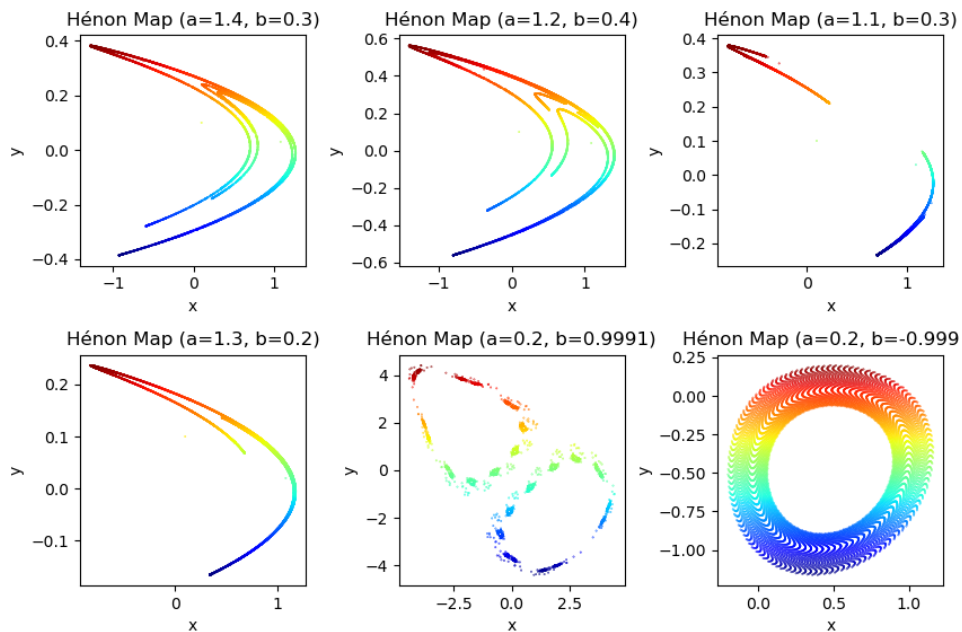 Hénon Map (a=1.4, b=0.3)
0.4
0.2
y
0.0
−0.2
−0.4
−1
0
1
x
Hénon Map (a=1.2, b=0.4)
0.6
0.4
0.2
y
0.0
−0.2
−0.4
−0.6
−1
0
1
x
Hénon Map (a=1.1, b=0.3)
0.4
0.3
0.2
y
0.1
0.0
−0.1
−0.2
0
1
x
Hénon Map (a=1.3, b=0.2)
0.2
0.1
y
0.0
−0.1
0
1
x
Hénon Map (a=0.2, b=0.9991)
4
2
y
0
−2
−4
−2.5
0.0
2.5
x
Hénon Map (a=0.2, b=-0.999
0.25
0.00
−0.25
y
−0.50
−0.75
−1.00
0.0
0.5
1.0
x